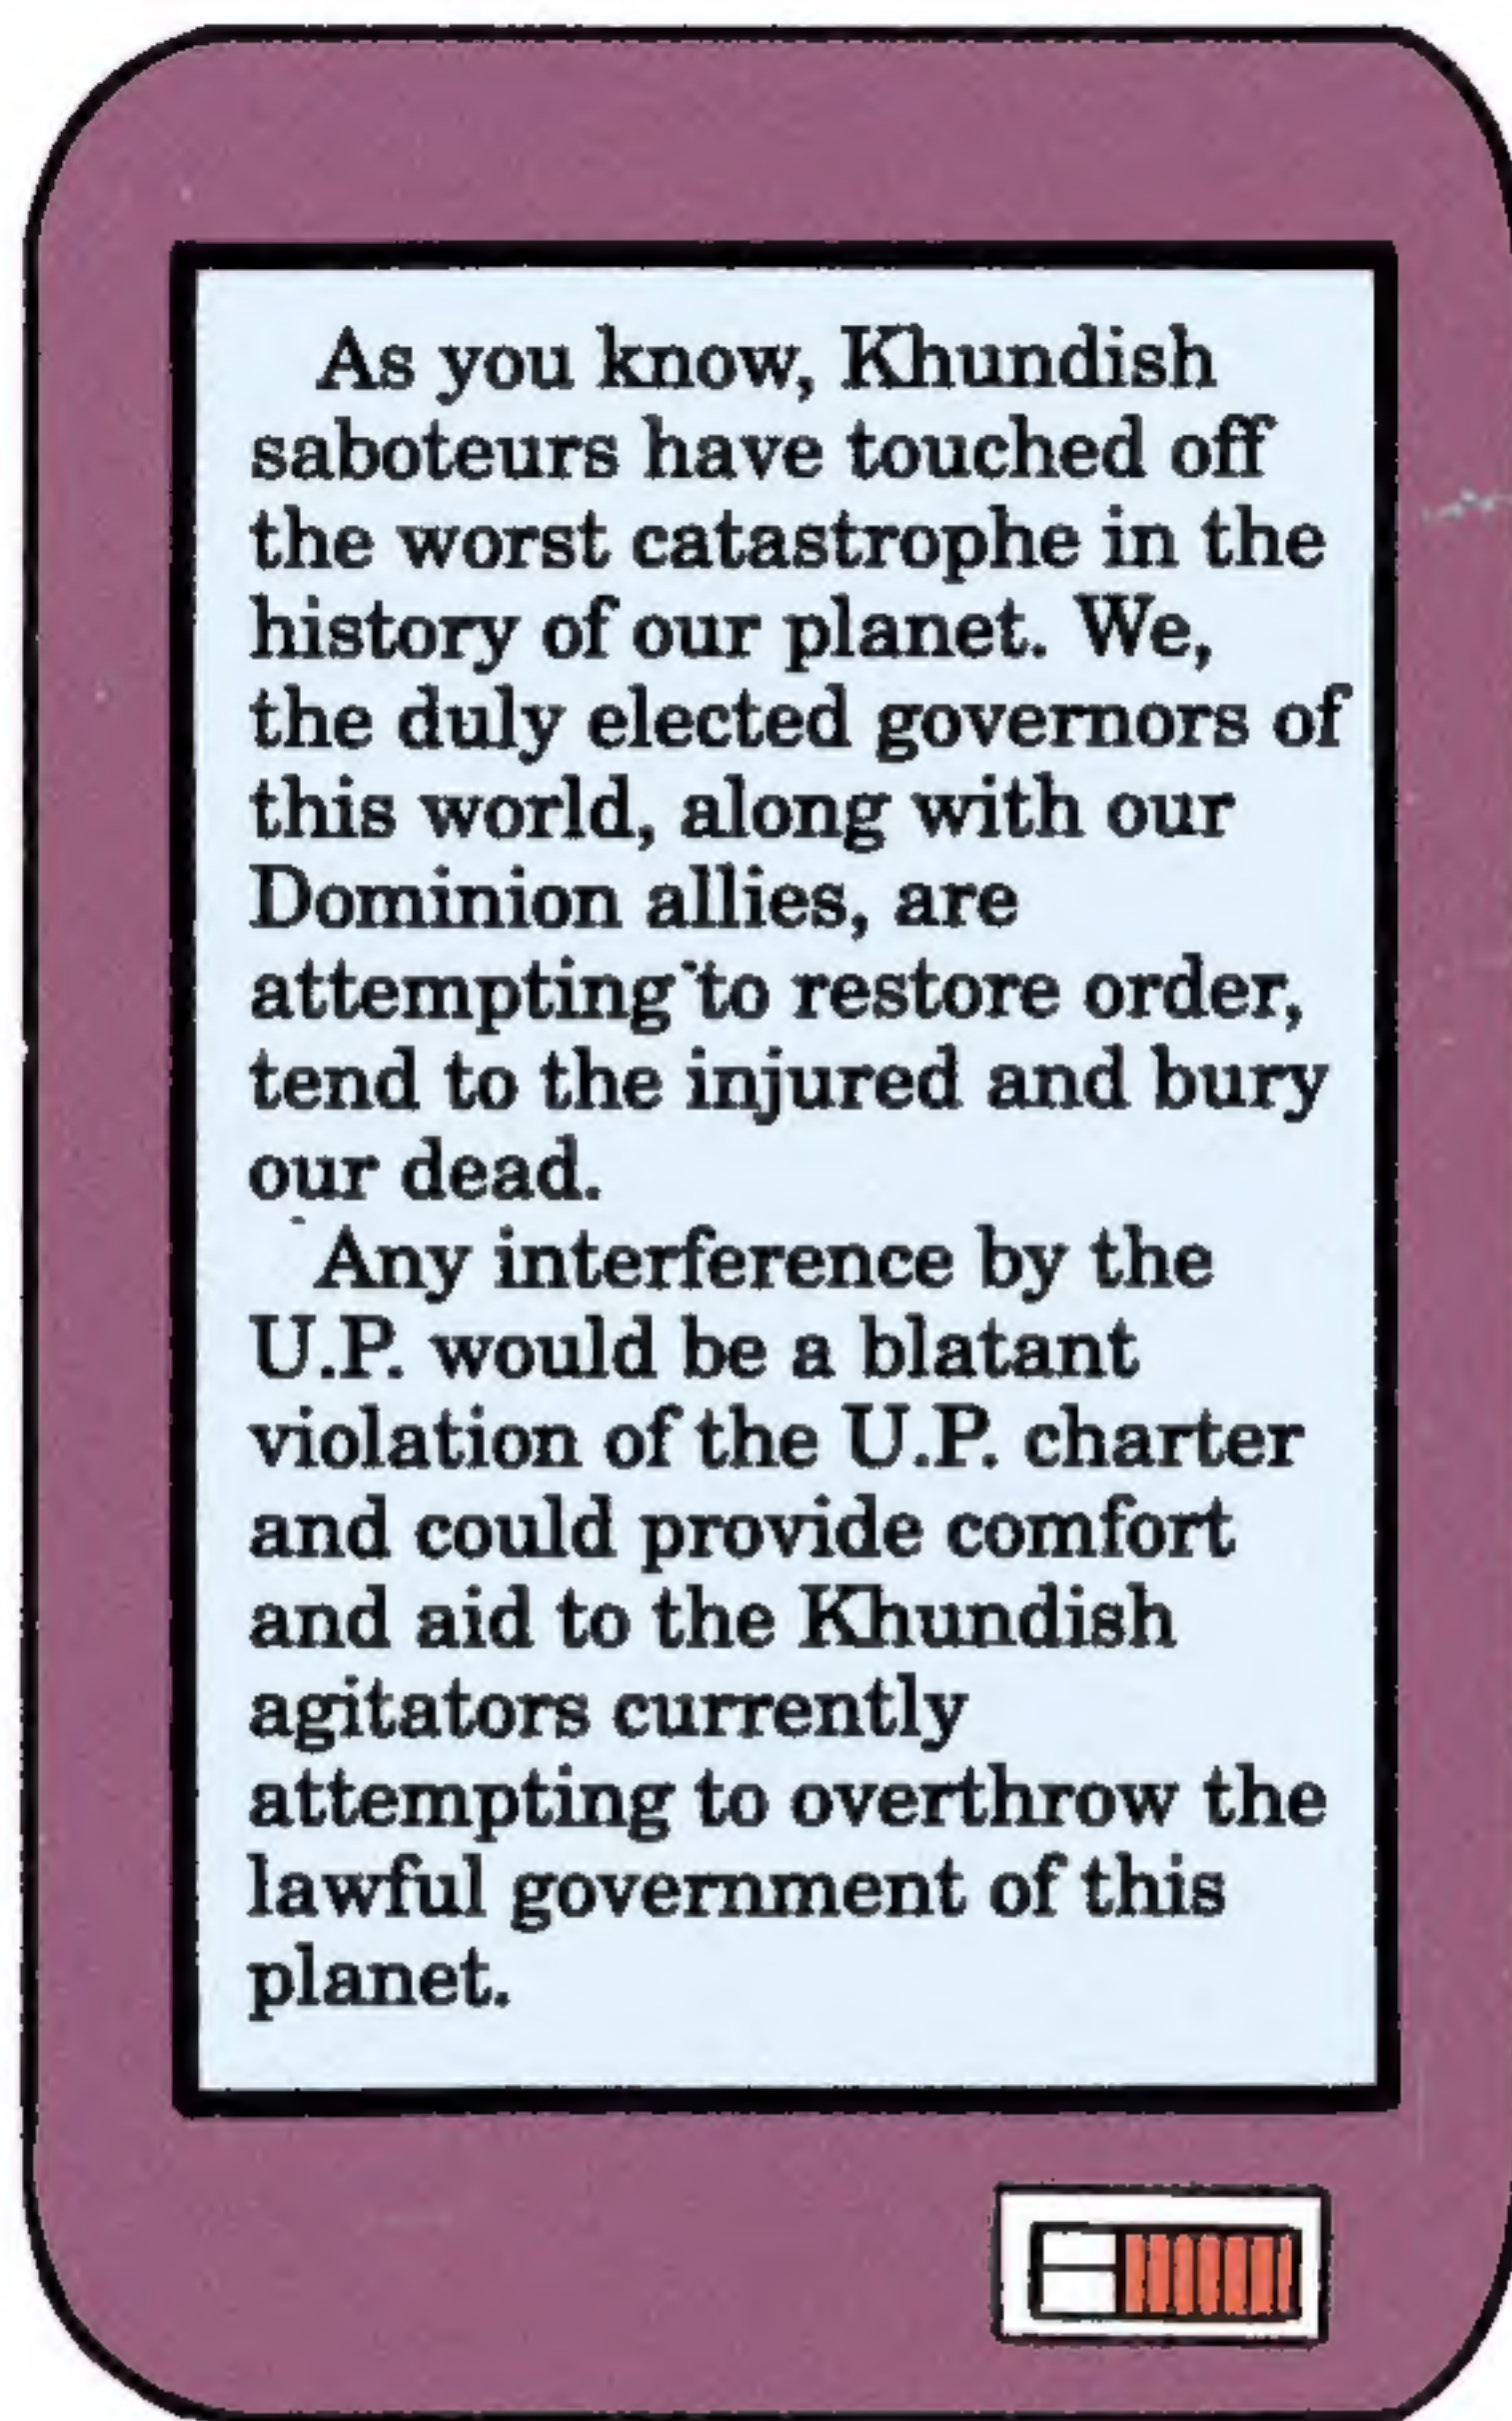 As you know, Khundish
saboteurs have touched off
the worst catastrophe in the
history of our planet. We,
the duly elected governors of
this world, along with our
Dominion allies, are
attempting to restore order,
tend to the injured and bury
our dead.
Any interference by the
U.P. would be a blatant
violation of the U.P. charter
and could provide comfort
and aid to the Khundish
agitators currently
attempting to overthrow the
lawful government of this
planet.